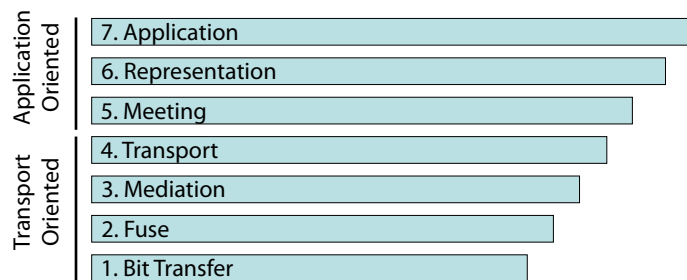 Application
Oriented
7. Application
6. Representation
5. Meeting
Transport
Oriented
4. Transport
3. Mediation
2. Fuse
1. Bit Transfer